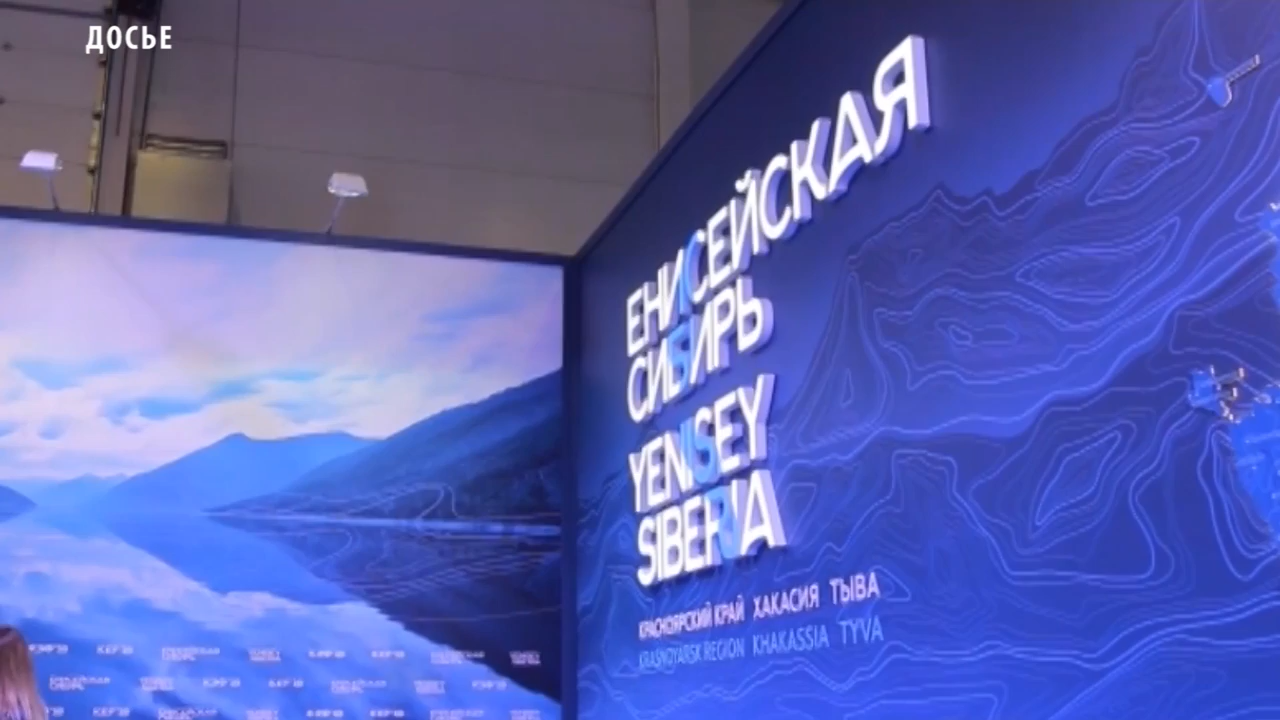 ДОСЬЕ
ЕНИСЕЙСКАЯ
СИБИРЬ
YENISEY
SIBERIA
КРАСНОЯРСКИЙ КРАЙ ХАКАСИЯ ТЫВА
KRASNOYARSK REGION KHAKASSIA TYVA